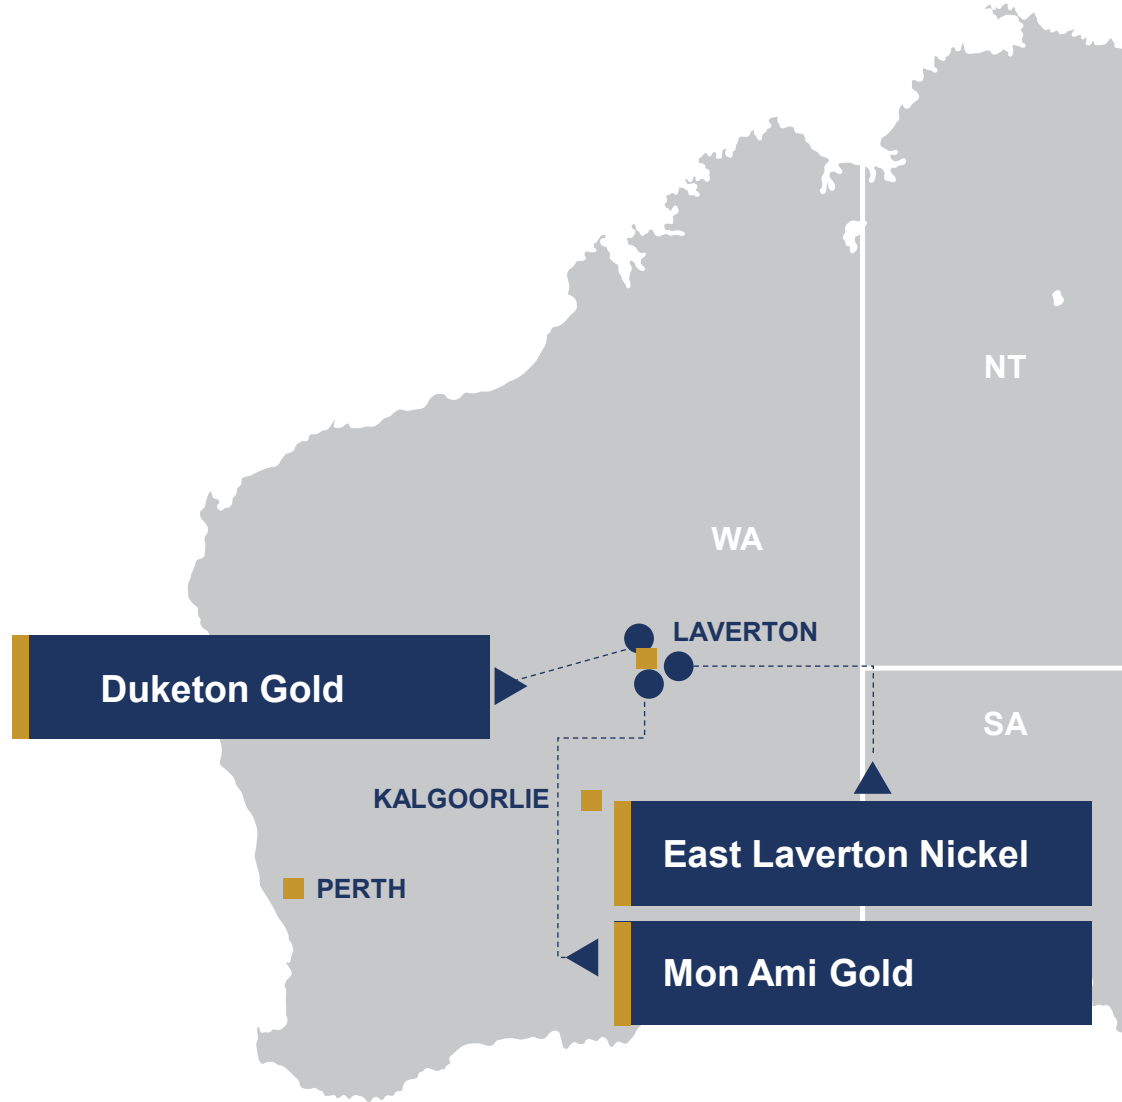 NT
WA
LAVERTON
Duketon Gold
SA
KALGOORLIE
East Laverton Nickel
PERTH
Mon Ami Gold